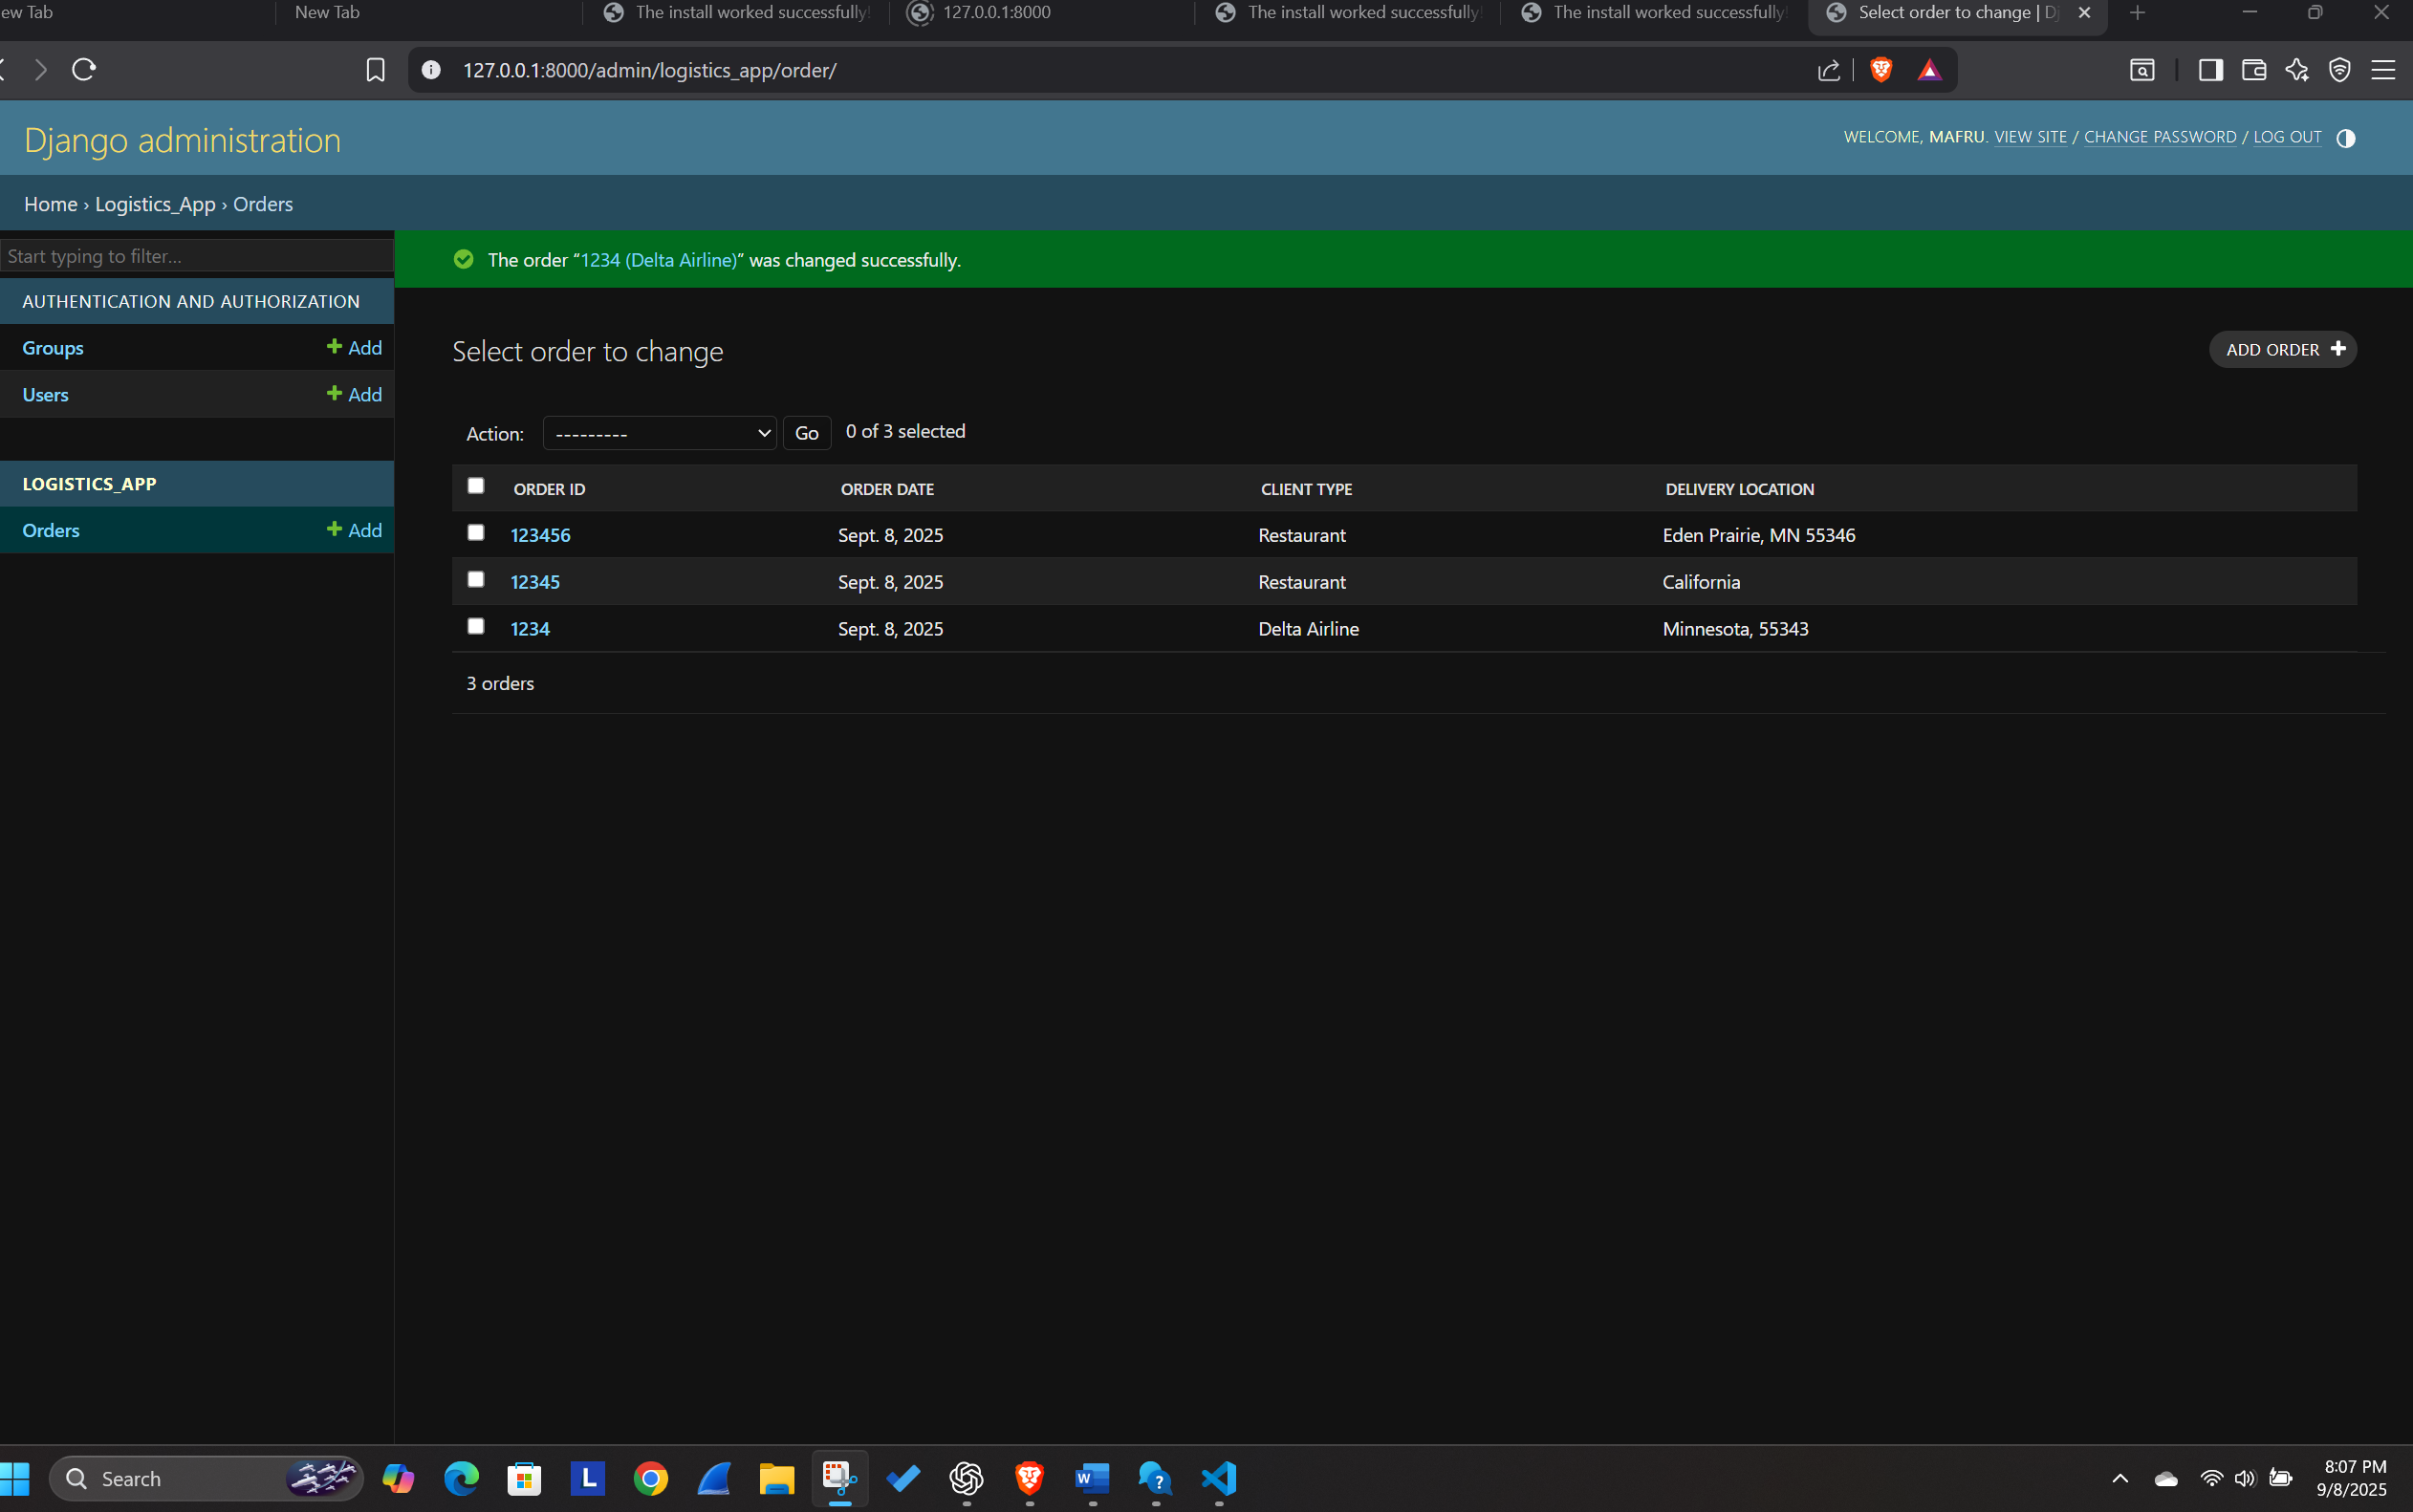 ew Tab
New Tab
The install worked successfully!
127.0.0.1:8000
The install worked successfully!
The install worked successfully!
Select order to change | Dj
127.0.0.1:8000/admin/logistics_app/order/
Django administration
WELCOME, MAFRU. VIEW SITE / CHANGE PASSWORD / LOG OUT
Home › Logistics_App › Orders
Start typing to filter...
The order “1234 (Delta Airline)” was changed successfully.
AUTHENTICATION AND AUTHORIZATION
Groups + Add
Users + Add
LOGISTICS_APP
Orders + Add
Select order to change
ADD ORDER +
Action: --------- Go 0 of 3 selected
ORDER ID ORDER DATE CLIENT TYPE DELIVERY LOCATION
123456 Sept. 8, 2025 Restaurant Eden Prairie, MN 55346
12345 Sept. 8, 2025 Restaurant California
1234 Sept. 8, 2025 Delta Airline Minnesota, 55343
3 orders
Search
L
W
?
8:07 PM
9/8/2025